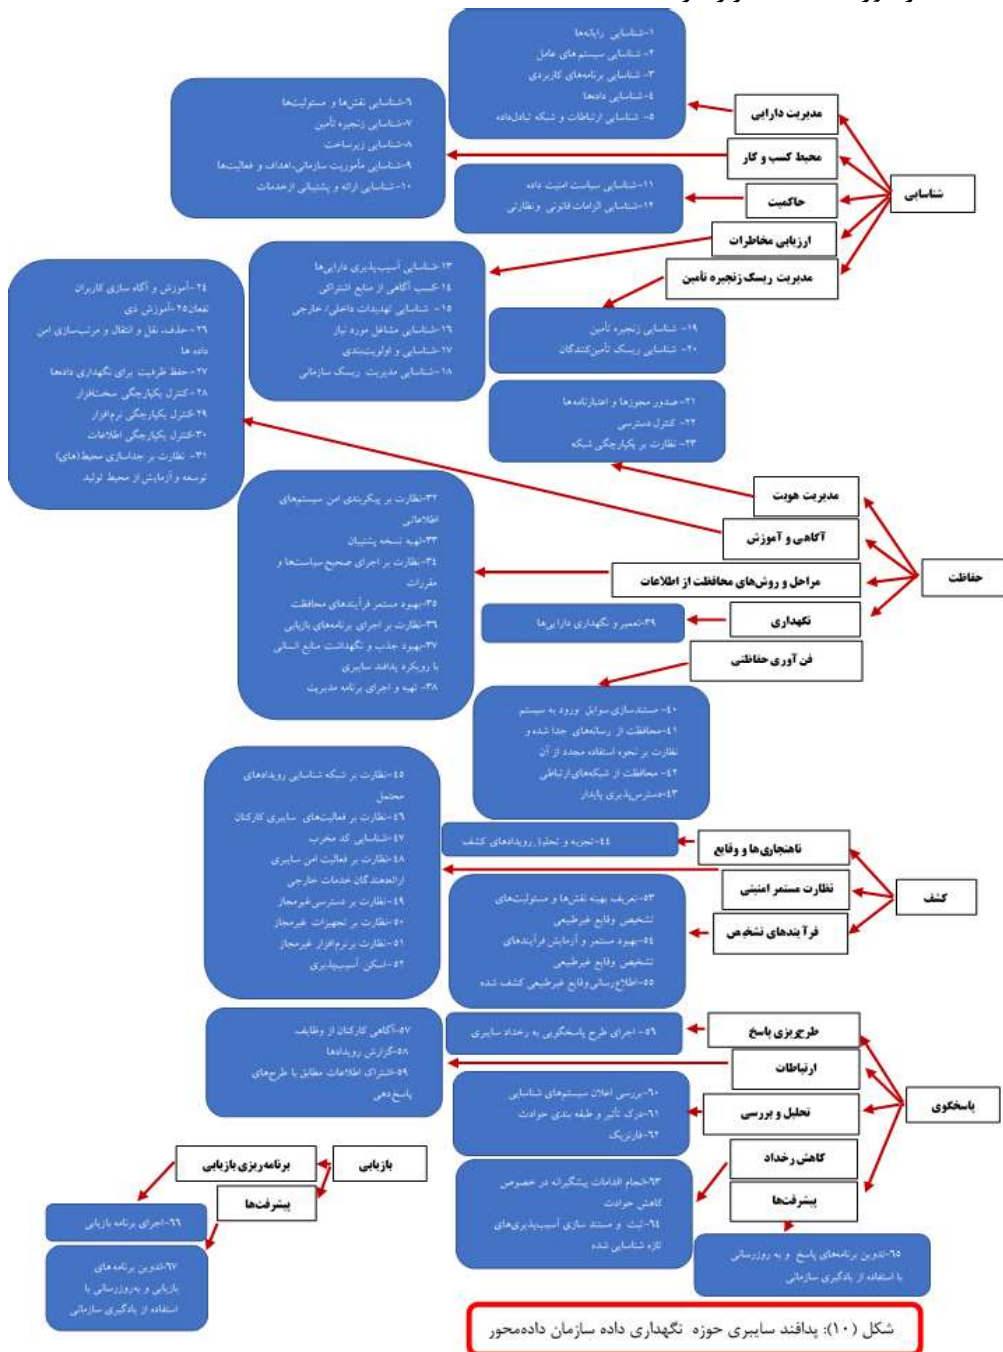 ۱-شناسایی رایانه‌ها
۲- شناسایی سیستم های عامل
۳- شناسایی برنامه‌های کاربردی
۴- شناسایی داده‌ها
۵- شناسایی ارتباطات و شبکه تبادل‌داده
مدیریت دارایی
۶-شناسایی نقش‌ها و مسئولیت‌ها
۷- شناسایی زنجیره تأمین
۸- شناسایی زیرساخت
۹- شناسایی مأموریت سازمانی،اهداف و فعالیت‌ها
۱۰- شناسایی ارائه و پشتیبانی ازخدمات
محیط کسب و کار
شناسایی
۱۱-شناسایی سیاست امنیت داده
۱۲-شناسایی الزامات قانونی ونظارتی
حاکمیت
ارزیابی مخاطرات
مدیریت ریسک زنجیره تأمین
۱۳-شناسایی آسیب‌پذیری دارایی‌ها
۱۴- کسب آگاهی از منابع اشتراکی
۱۵- شناسایی تهدیدات داخلی/ خارجی
۱۶- شناسایی مشاغل مورد نیاز
۱۷- شناسایی و اولویت‌بندی
۱۸- شناسایی مدیریت ریسک سازمانی
۱۹- شناسایی زنجیره تأمین
۲۰- شناسایی ریسک تأمین‌کنندگان
۲۴-آموزش و آگاه سازی کاربران
نفعان۲۵-آموزش ذی
۲۶- حذف، نقل و انتقال و مرتب‌سازی امن
داده ها
۲۷- حفظ ظرفیت برای نگهداری داده‌ها
۲۸- کنترل یکپارچگی سخت‌افزار
۲۹-کنترل یکپارچگی نرم‌افزار
۳۰-کنترل یکپارچگی اطلاعات
۳۱- نظارت بر جداسازی محیط(های)
توسعه و آزمایش از محیط تولید
۲۱-صدور مجوزها و اعتبارنامه‌ها
۲۲- کنترل دسترسی
۲۳- نظارت بر یکپارچگی شبکه
مدیریت هویت
آگاهی و آموزش
مراحل و روش‌های محافظت از اطلاعات
نگهداری
فن آوری حفاظتی
حفاظت
۳۲-نظارت بر پیکربندی امن سیستم‌های
اطلاعاتی
۳۳-تهیه نسخه پشتیبان
۳۴-نظارت بر اجرای صحیح سیاست‌ها و
مقررات
۳۵-بهبود مستمر فرآیندهای محافظت
۳۶-نظارت بر اجرای برنامه‌های بازیابی
۳۷-بهبود جذب و نگهداشت منابع انسانی
با رویکرد پدافند سایبری
۳۸- تهیه و اجرای برنامه مدیریت
۳۹-تعمیر و نگهداری دارایی‌ها
۴۰- مستندسازی سوابق ورود به سیستم
۴۱-محافظت از رسانه‌های جدا شده و
نظارت بر نحوه استفاده مجدد از آن
۴۲- محافظت از شبکه‌های ارتباطی
۴۳-دسترس‌پذیری پایدار
۴۴-تجزیه و تحلیل رویدادهای کشف
ناهنجاری‌ها و وقایع
نظارت مستمر امنیتی
فرآیندهای تشخیص
کشف
۴۵-نظارت بر شبکه شناسایی رویدادهای
محتمل
۴۶-نظارت بر فعالیت‌های سایبری کارکنان
۴۷- شناسایی کد مخرب
۴۸-نظارت بر فعالیت امن سایبری
ارائه‌دهندگان خدمات خارجی
۴۹-نظارت بر دسترسی‌غیرمجاز
۵۰-نظارت بر تجهیزات غیرمجاز
۵۱-نظارت برنرم‌افزار غیرمجاز
۵۲-اسکن آسیب‌پذیری
۵۳-تعریف بهینه نقش‌ها و مسئولیت‌های
تشخیص وقایع غیرطبیعی
۵۴-بهبود مستمر و آزمایش فرآیندهای
تشخیص وقایع غیرطبیعی
۵۵-اطلاع‌رسانی‌وقایع غیرطبیعی کشف شده
۵۶- اجرای طرح پاسخگویی به رخداد سایبری
طرح‌ریزی پاسخ
ارتباطات
تحلیل و بررسی
کاهش رخداد
پیشرفت‌ها
پاسخگوی
۵۷-آگاهی کارکنان از وظایف
۵۸-گزارش رویدادها
۵۹-اشتراک اطلاعات مطابق با طرح‌های
پاسخ‌دهی
۶۰-بررسی اعلان سیستم‌های شناسایی
۶۱-درک تأثیر و طبقه بندی حوادث
۶۲-فارنزیک
۶۳-انجام اقدامات پیشگیرانه در خصوص
کاهش حوادث
۶۴- ثبت و مستند سازی آسیب‌پذیری‌های
تازه شناسایی شده
۶۵-تدوین برنامه‌های پاسخ و به روزرسانی
با استفاده از یادگیری سازمانی
بازیابی
برنامه‌ریزی بازیابی
پیشرفت‌ها
۶۶-اجرای برنامه بازیابی
۶۷-تدوین برنامه های
بازیابی و به‌روزرسانی با
استفاده از یادگیری سازمانی
شکل (۱۰): پدافند سایبری حوزه نگهداری داده سازمان داده‌محور